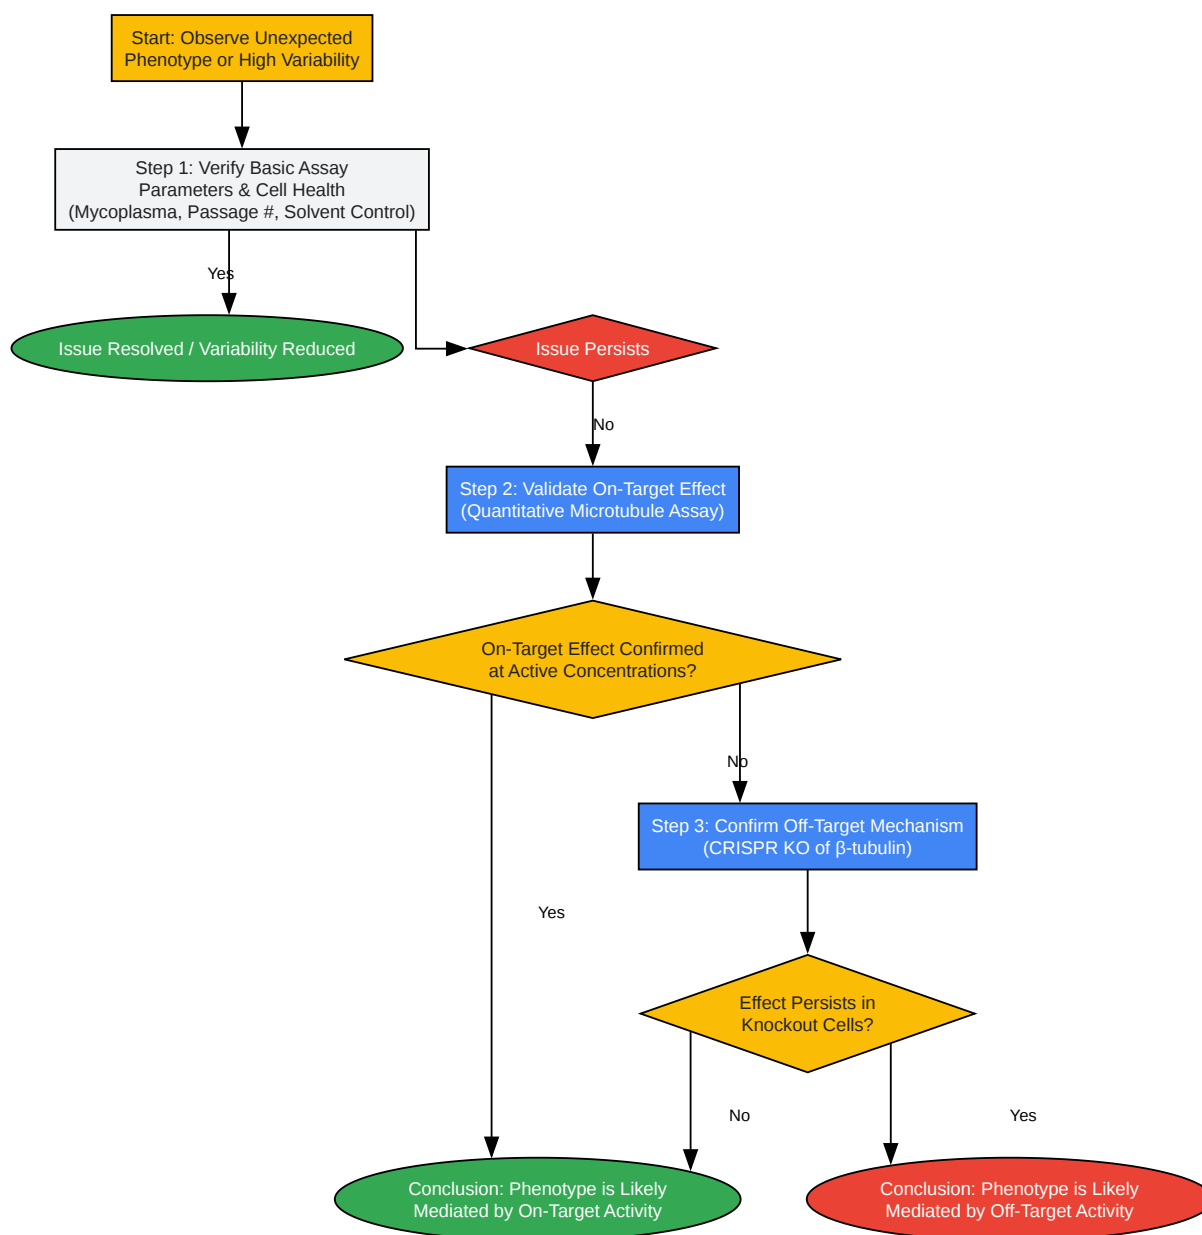 Start: Observe Unexpected
Phenotype or High Variability
Step 1: Verify Basic Assay
Parameters & Cell Health
(Mycoplasma, Passage #, Solvent Control)
Yes
Issue Resolved / Variability Reduced
Issue Persists
No
Step 2: Validate On-Target Effect
(Quantitative Microtubule Assay)
On-Target Effect Confirmed
at Active Concentrations?
No
Step 3: Confirm Off-Target Mechanism
(CRISPR KO of β-tubulin)
Yes
Effect Persists in
Knockout Cells?
No
Yes
Conclusion: Phenotype is Likely
Mediated by On-Target Activity
Conclusion: Phenotype is Likely
Mediated by Off-Target Activity